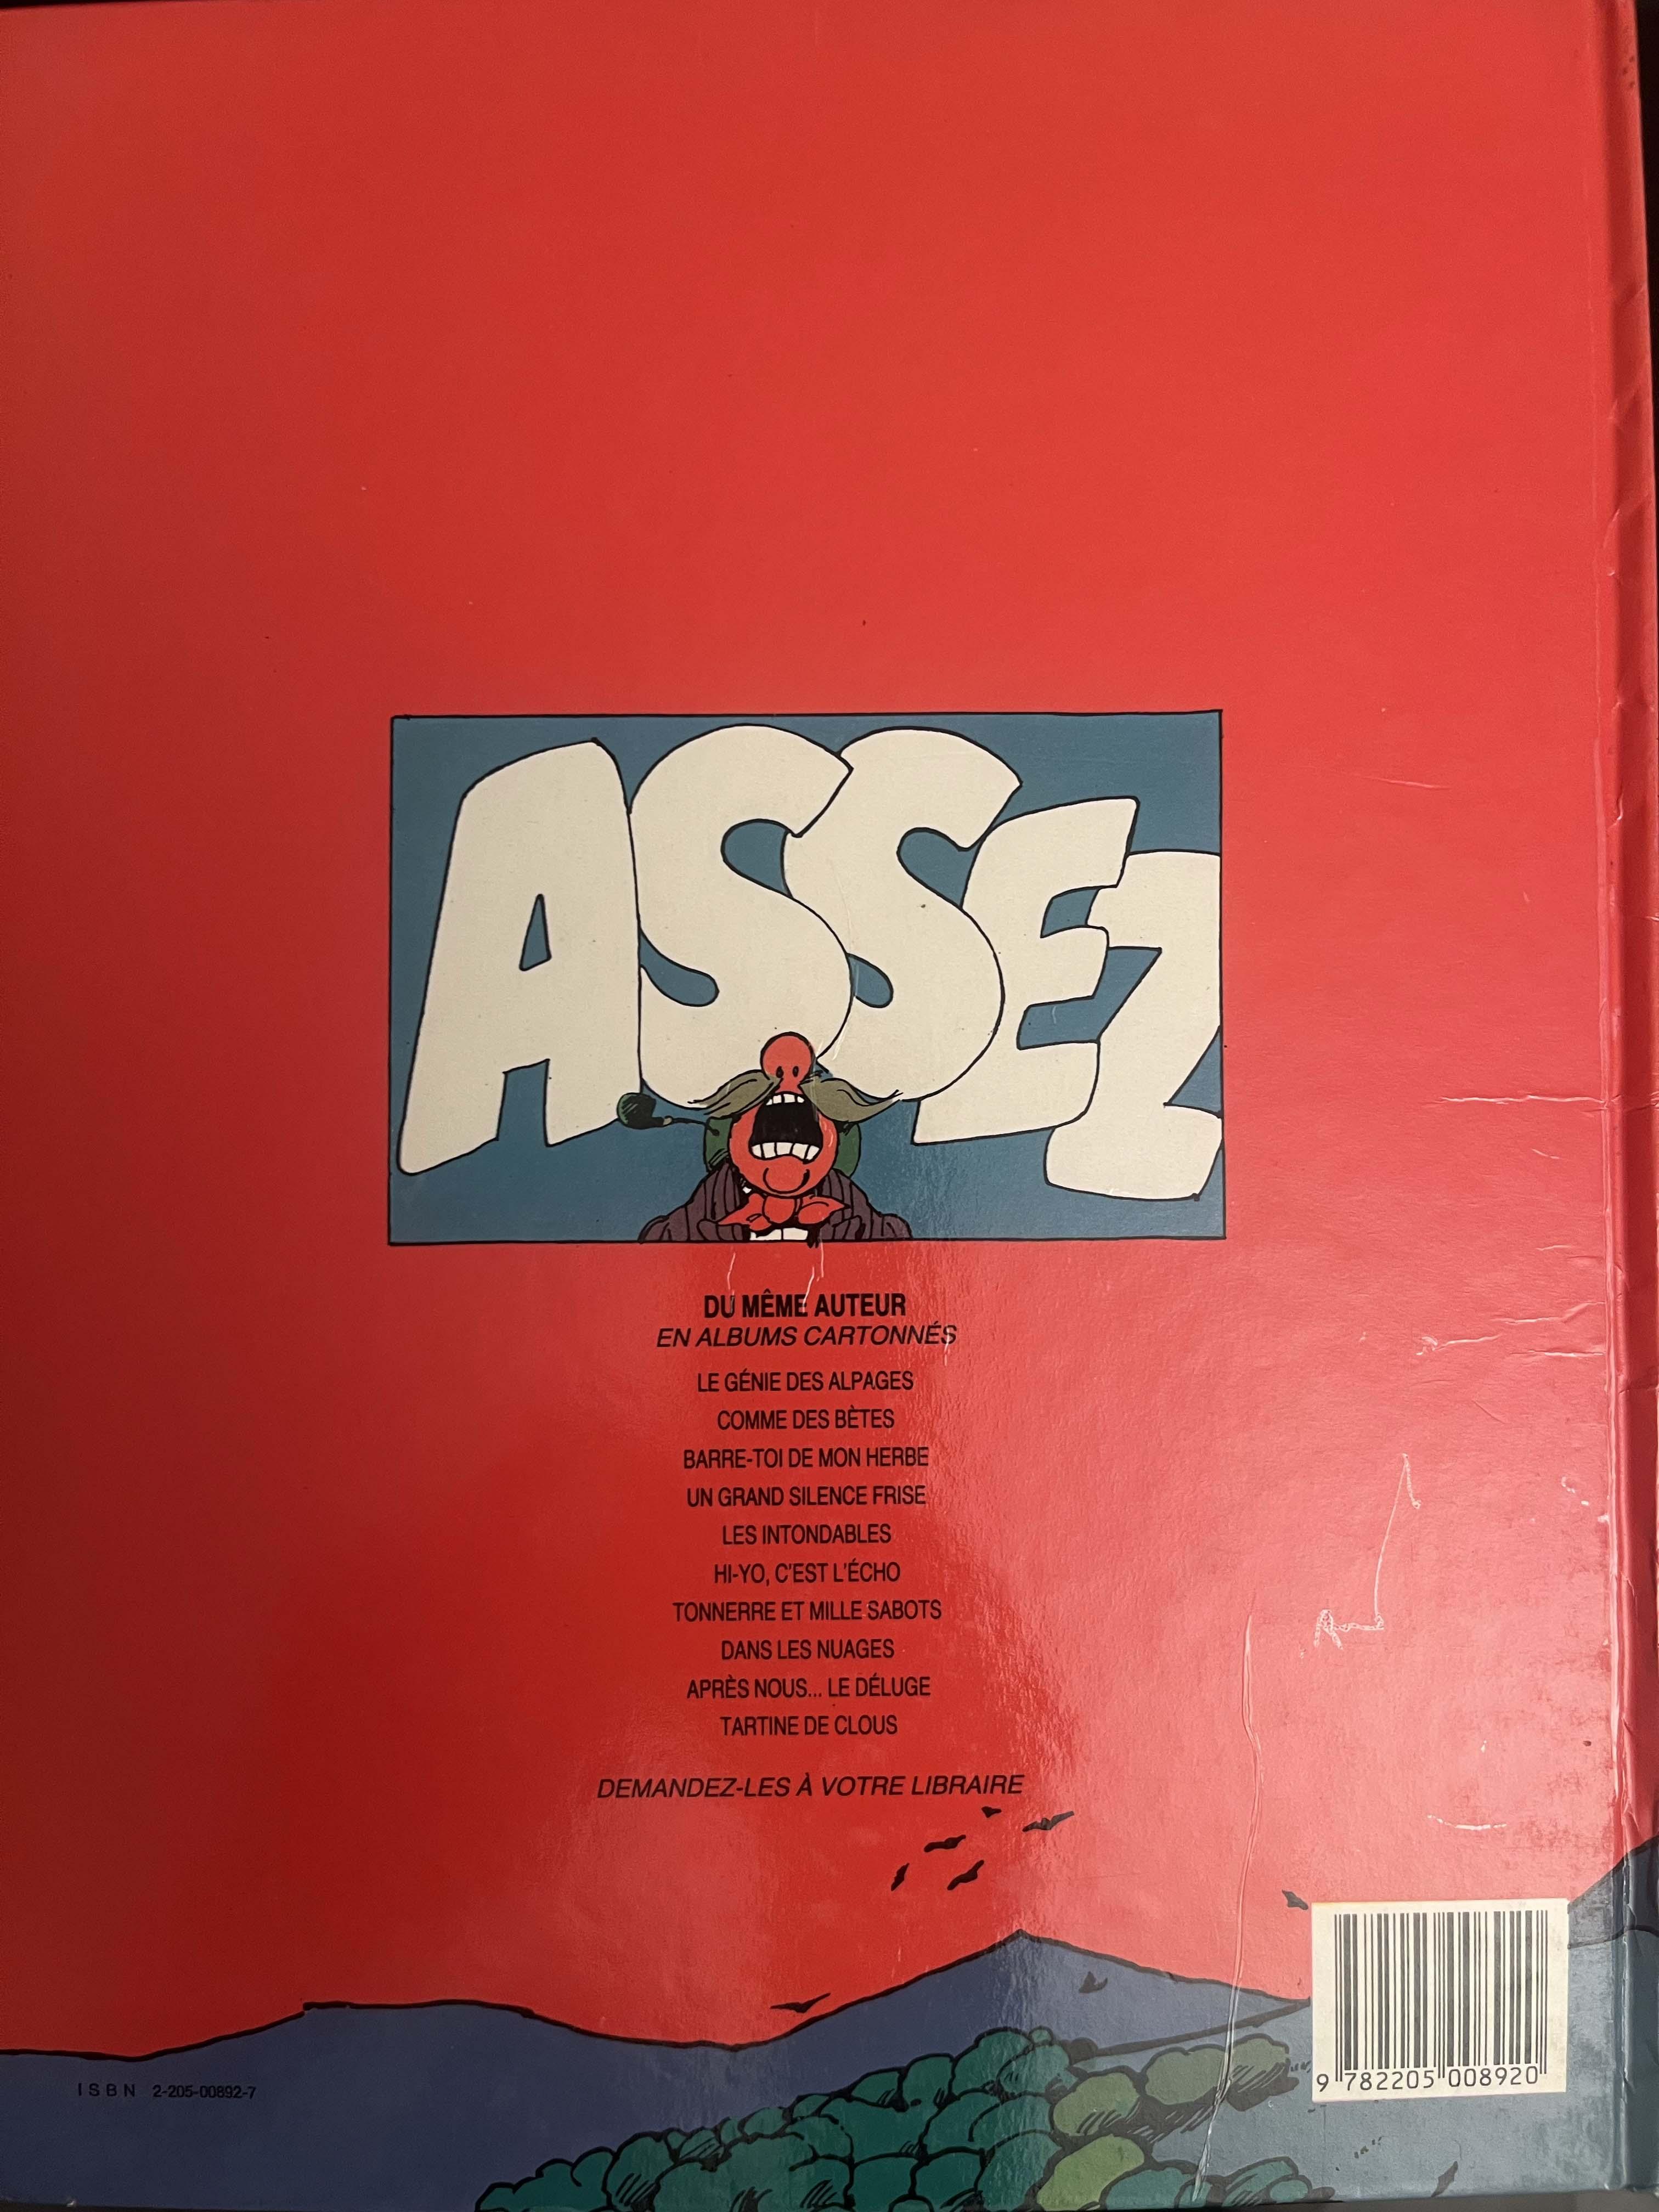 ASSEZ
DU MÊME AUTEUR
EN ALBUMS CARTONNÉS
LE GÉNIE DES ALPAGES
COMME DES BÈTES
BARRE-TOI DE MON HERBE
UN GRAND SILENCE FRISE
LES INTONDABLES
HI-YO, C'EST L'ÉCHO
TONNERRE ET MILLE SABOTS
DANS LES NUAGES
APRÈS NOUS... LE DÉLUGE
TARTINE DE CLOUS
DEMANDEZ-LES À VOTRE LIBRAIRE
ISBN 2-205-00892-7
9 782205 008920